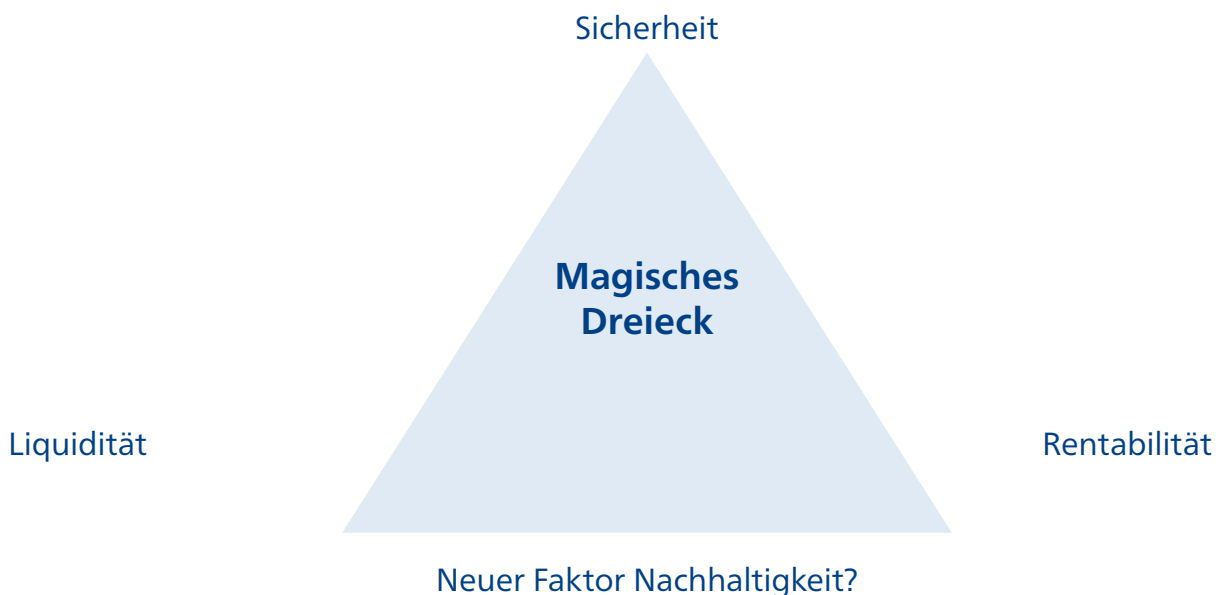 Sicherheit
Magisches
Dreieck
Liquidität
Rentabilität
Neuer Faktor Nachhaltigkeit?